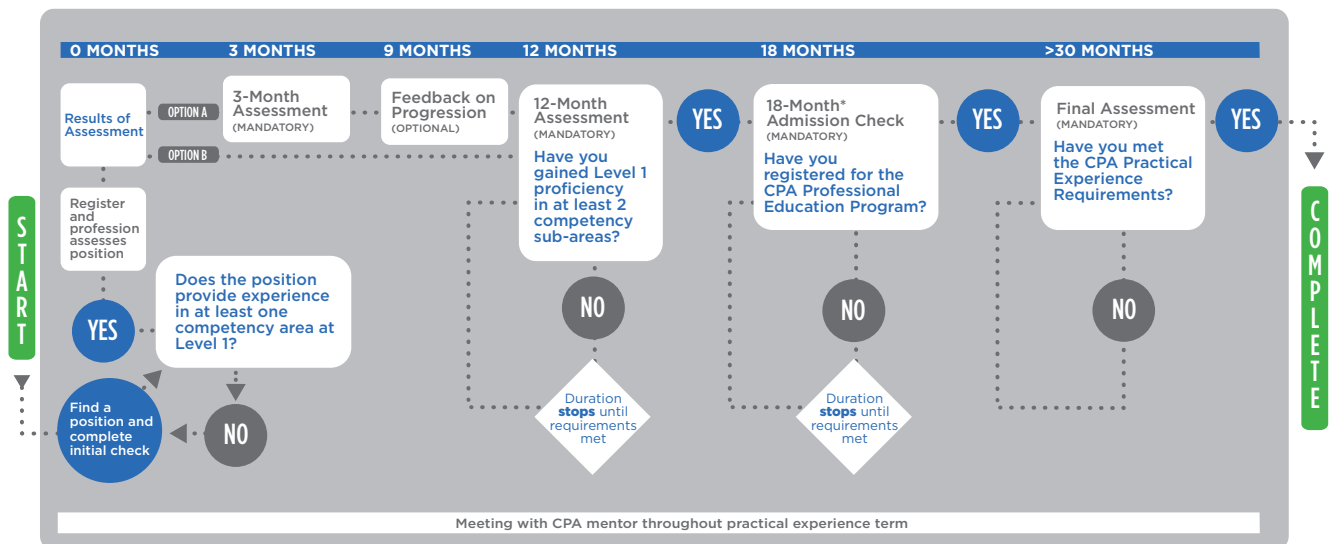 0 MONTHS
3 MONTHS
9 MONTHS
12 MONTHS
18 MONTHS
>30 MONTHS
START
Find a
position and
complete
initial check
Does the position
provide experience
in at least one
competency area at
Level 1?
NO
YES
Register
and
profession
assesses
position
Results of
Assessment
OPTION A
OPTION B
3-Month
Assessment
(MANDATORY)
Feedback on
Progression
(OPTIONAL)
12-Month
Assessment
(MANDATORY)
Have you
gained Level 1
proficiency
in at least 2
competency
sub-areas?
NO
Duration
stops until
requirements
met
YES
18-Month*
Admission Check
(MANDATORY)
Have you
registered for the
CPA Professional
Education Program?
NO
Duration
stops until
requirements
met
YES
Final Assessment
(MANDATORY)
Have you met
the CPA Practical
Experience
Requirements?
NO
YES
COMPLETE
Meeting with CPA mentor throughout practical experience term